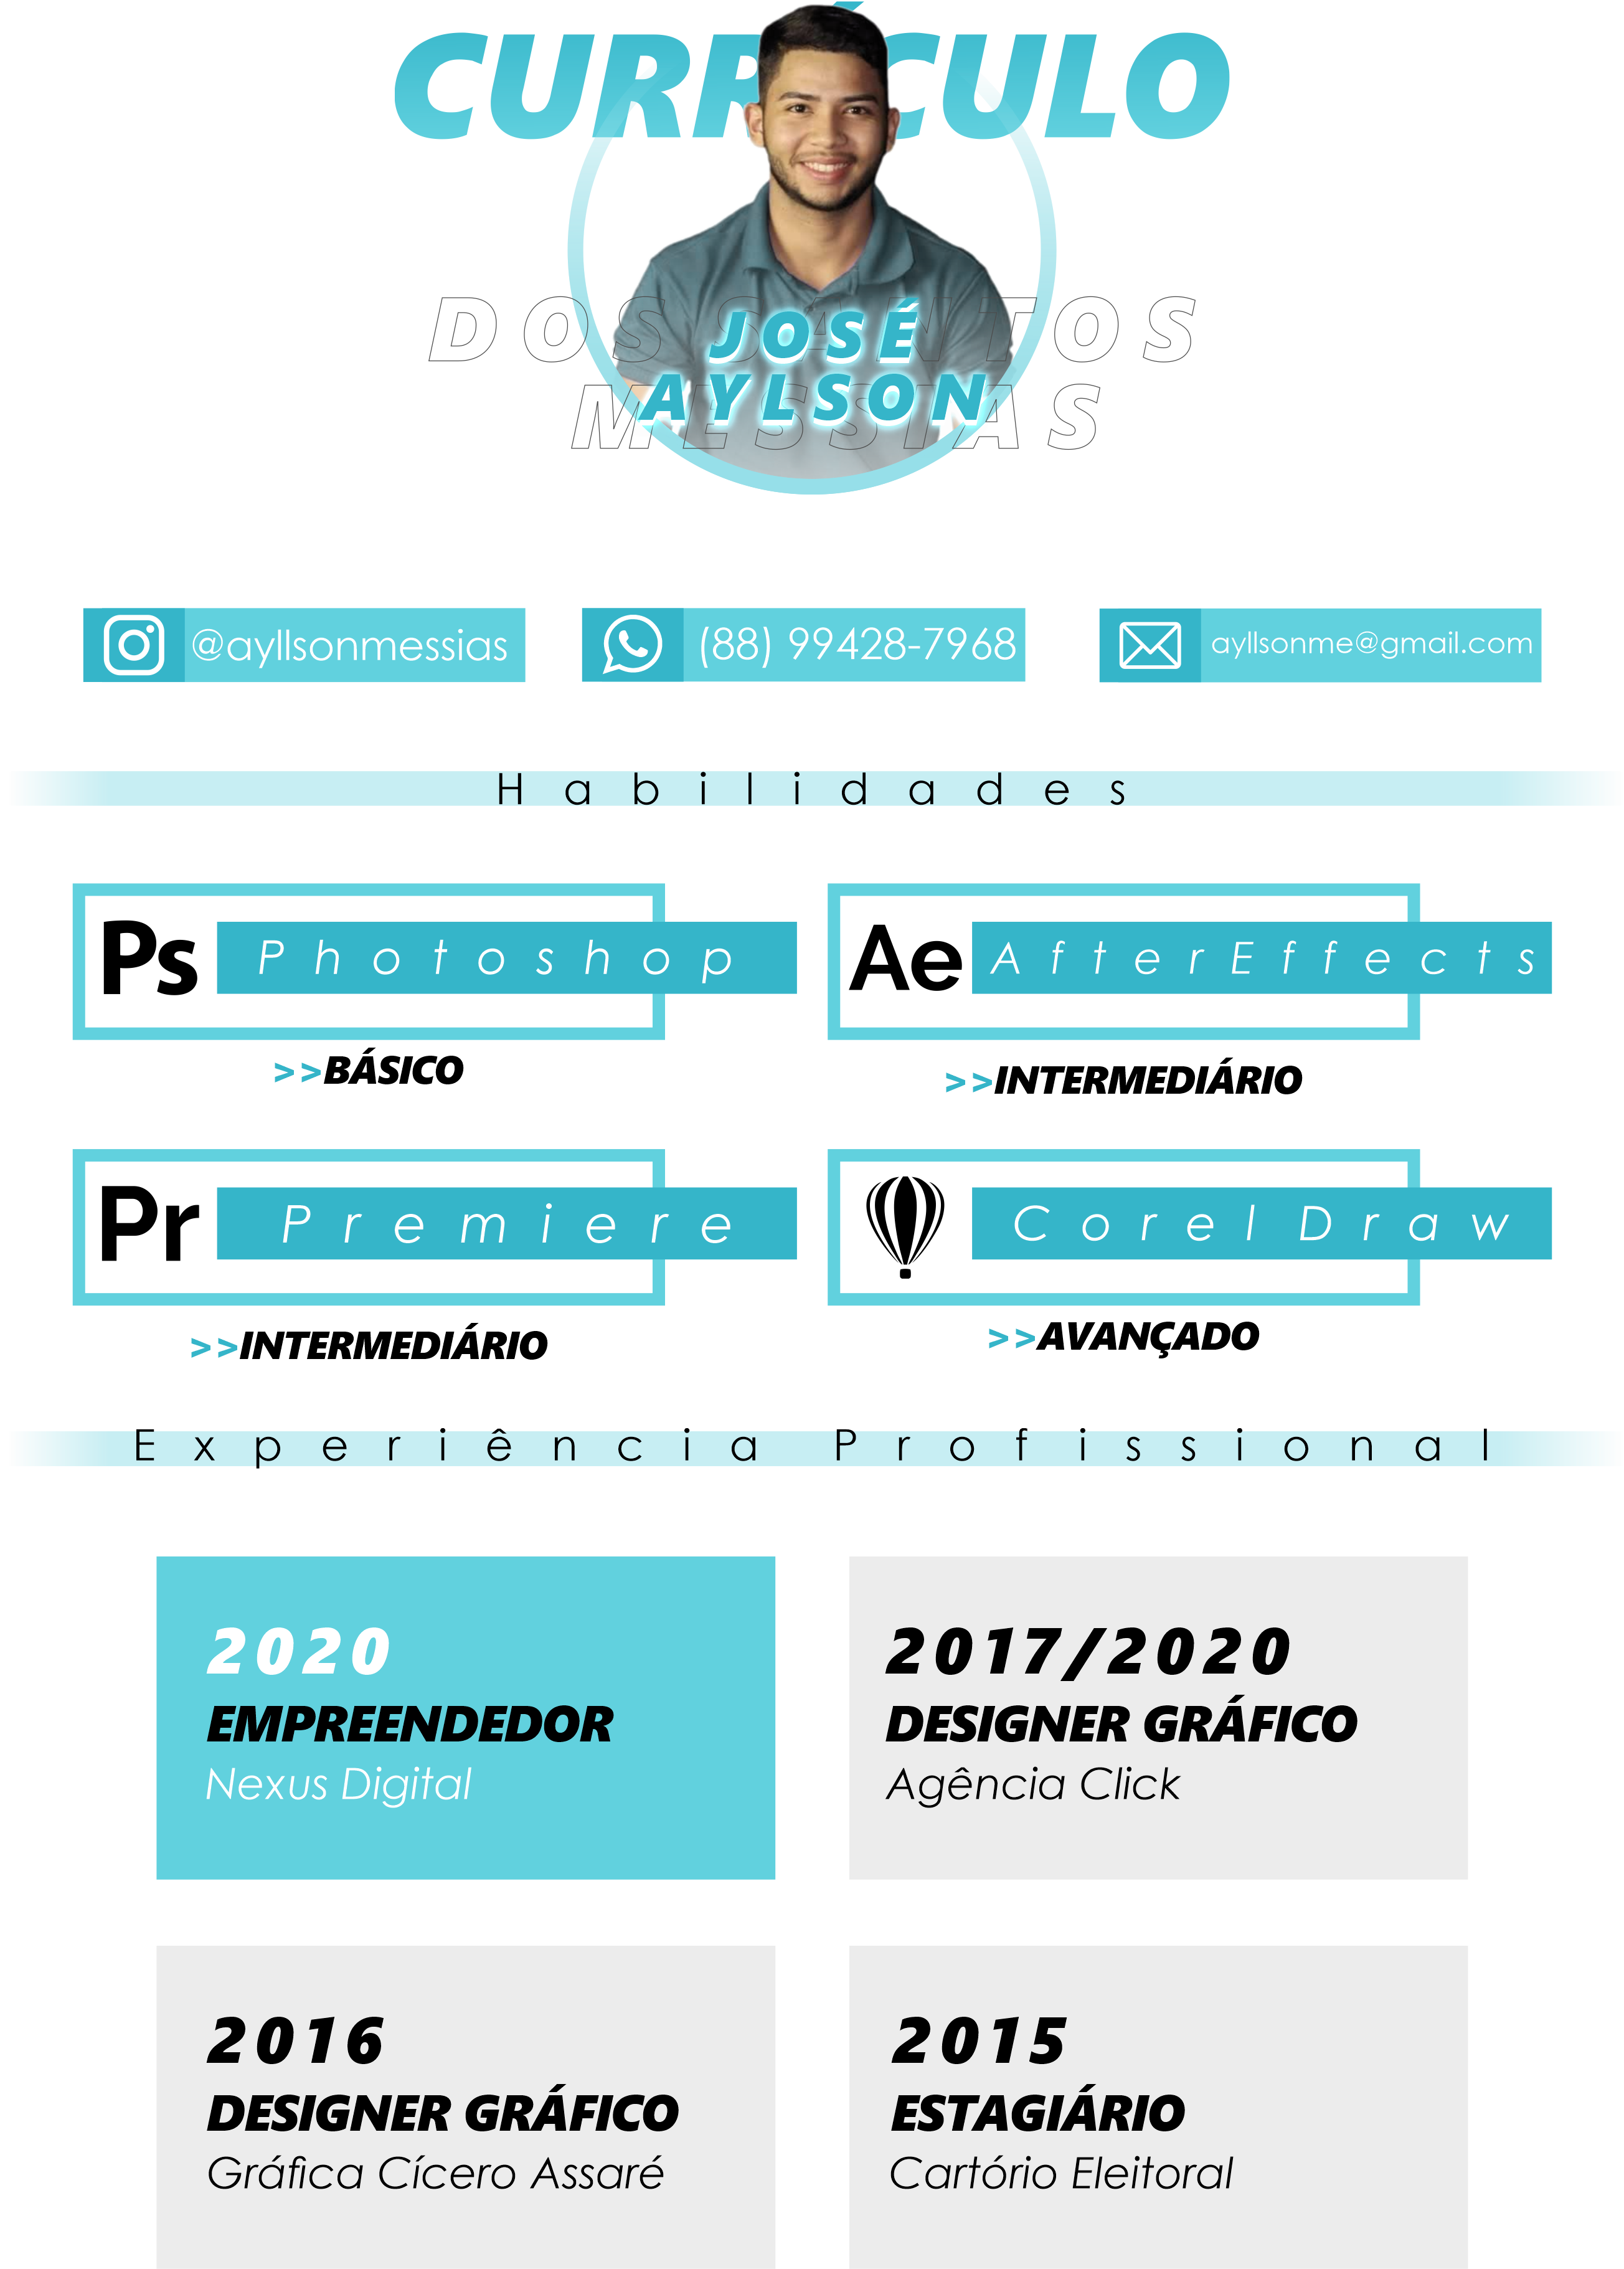 CURRÍCULO
DOS SANTOS
JOSÉ
AYLSON
MESSIAS
@ayllsonmessias
(88) 99428-7968
ayllsonme@gmail.com
Habilidades
Ps Photoshop
>>BÁSICO
Ae AfterEffects
>>INTERMEDIÁRIO
Pr Premiere
>>INTERMEDIÁRIO
Corel Draw
>>AVANÇADO
Experiência Profissional
2020
EMPREENDEDOR
Nexus Digital
2017/2020
DESIGNER GRÁFICO
Agência Click
2016
DESIGNER GRÁFICO
Gráfica Cícero Assaré
2015
ESTAGIÁRIO
Cartório Eleitoral